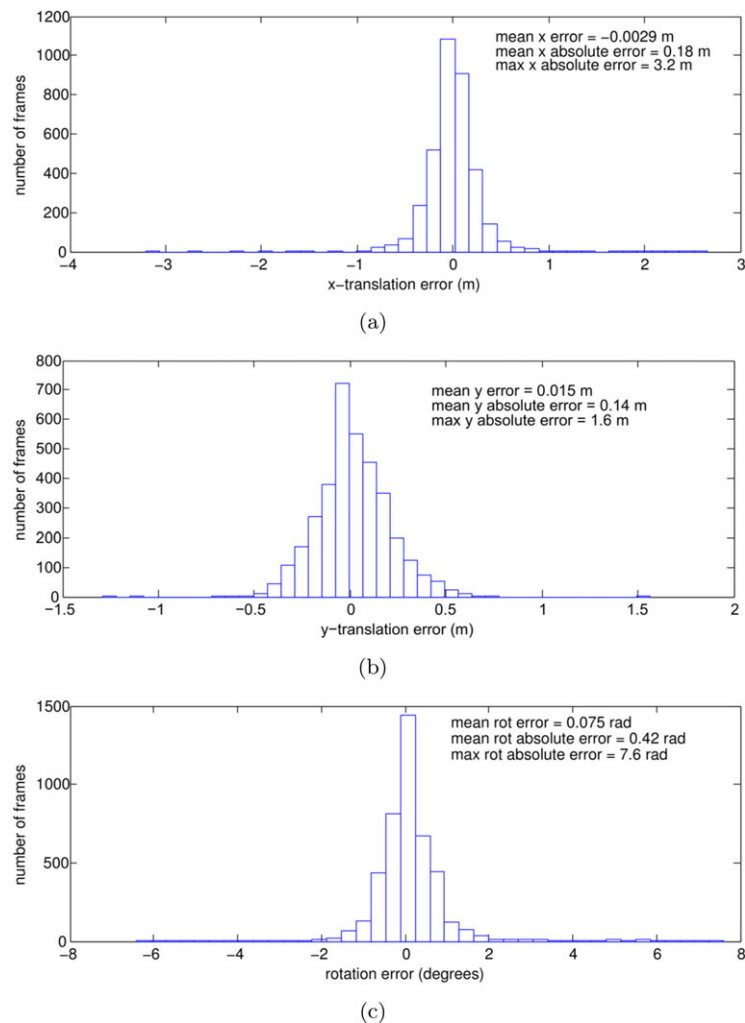 1200
1000
800
600
400
200
0
number of frames
mean x error = −0.0029 m
mean x absolute error = 0.18 m
max x absolute error = 3.2 m
−4 −3 −2 −1 0 1 2 3
x−translation error (m)
(a)
800
700
600
500
400
300
200
100
0
number of frames
mean y error = 0.015 m
mean y absolute error = 0.14 m
max y absolute error = 1.6 m
−1.5 −1 −0.5 0 0.5 1 1.5 2
y−translation error (m)
(b)
1500
1000
500
0
number of frames
mean rot error = 0.075 rad
mean rot absolute error = 0.42 rad
max rot absolute error = 7.6 rad
−8 −6 −4 −2 0 2 4 6 8
rotation error (degrees)
(c)